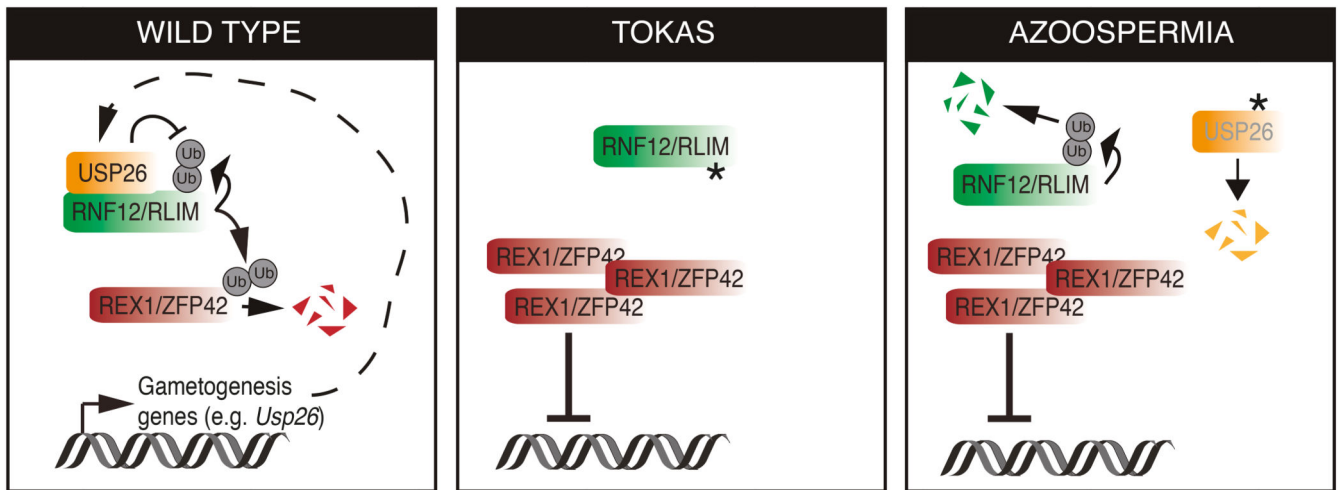 WILD TYPE
Ub
Ub
USP26
RNF12/RLIM
Ub
Ub
REX1/ZFP42
Gametogenesis
genes (e.g. Usp26)
TOKAS
RNF12/RLIM
*
REX1/ZFP42
REX1/ZFP42
REX1/ZFP42
AZOOSPERMIA
*
Ub
USP26
Ub
RNF12/RLIM
REX1/ZFP42
REX1/ZFP42
REX1/ZFP42